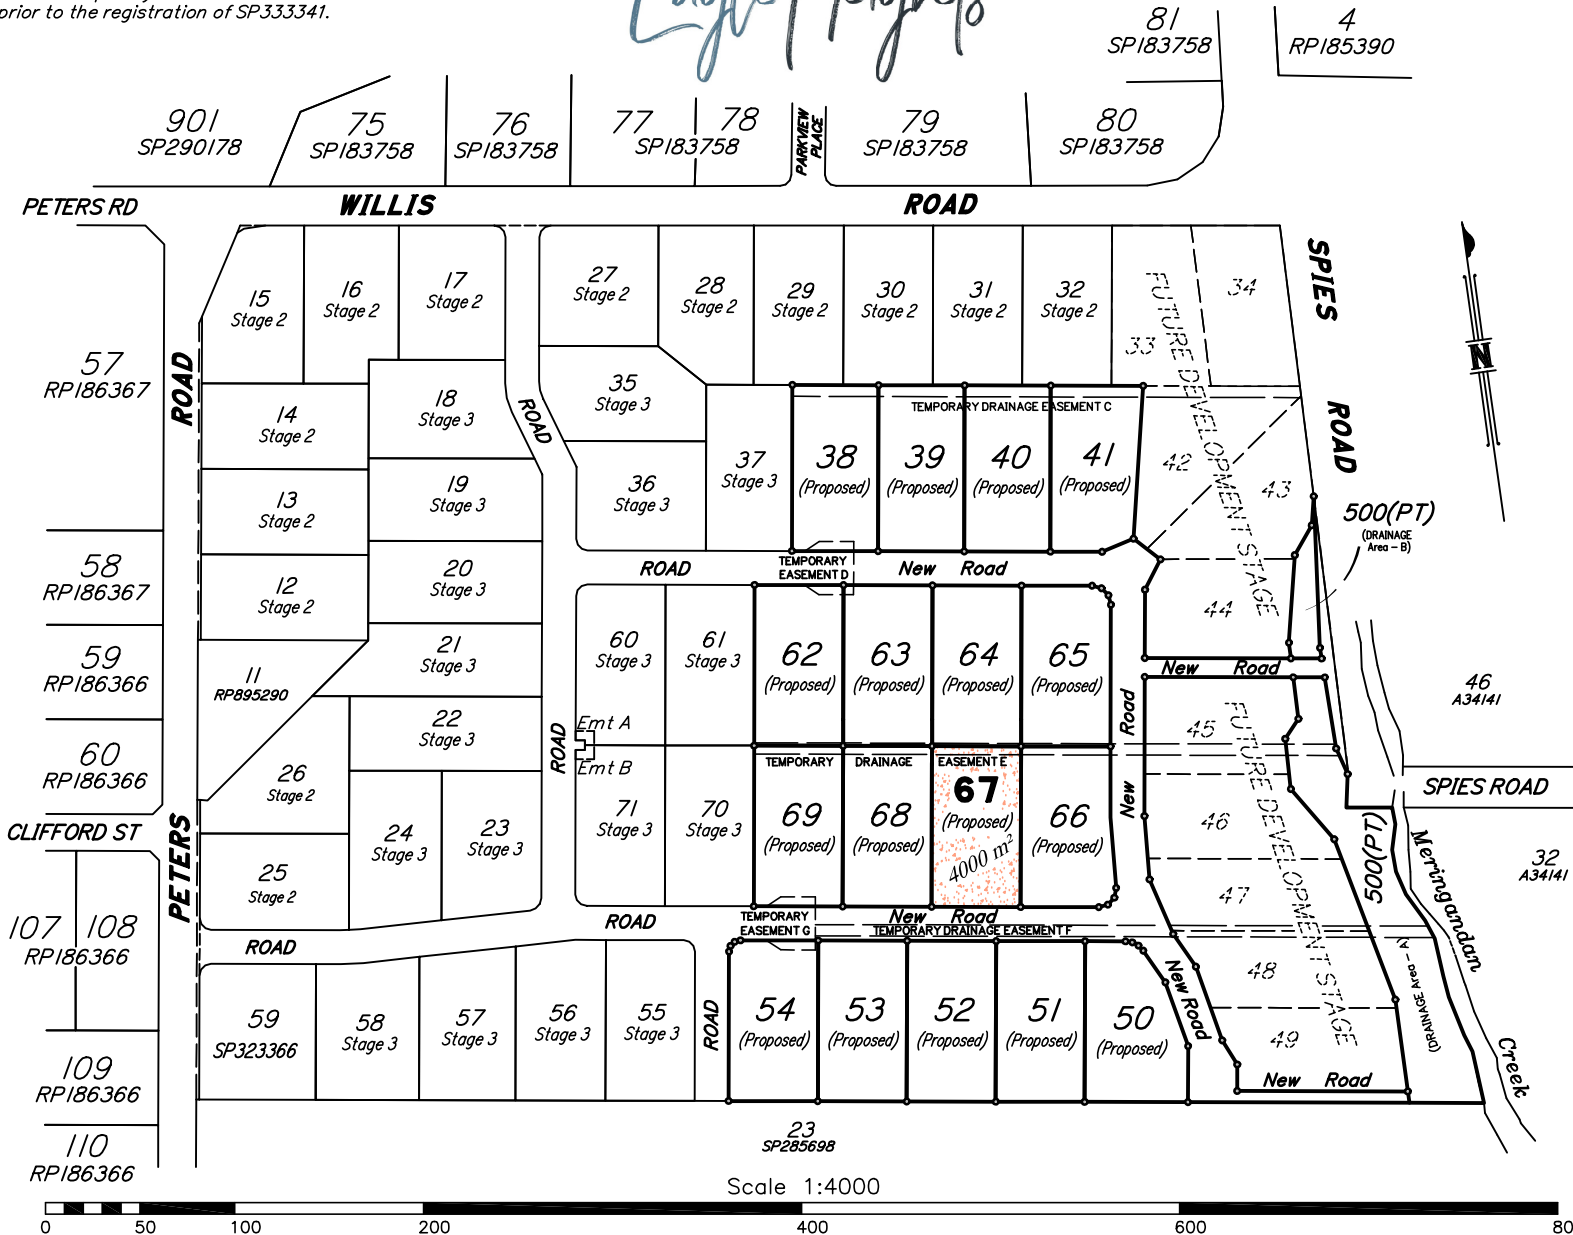 prior to the registration of SP333341.
81
SP183758
4
RP185390
901
SP290178
75
SP183758
76
SP183758
77
78
SP183758
PARKVIEW
PLACE
79
SP183758
80
SP183758
PETERS RD
WILLIS
ROAD
SPIES
ROAD
N
57
RP186367
ROAD
15
Stage 2
16
Stage 2
17
Stage 2
27
Stage 2
28
Stage 2
29
Stage 2
30
Stage 2
31
Stage 2
32
Stage 2
33
34
FUTURE DEVELOPMENT STAGE
14
Stage 2
18
Stage 3
ROAD
35
Stage 3
TEMPORARY DRAINAGE EASEMENT C
13
Stage 2
19
Stage 3
36
Stage 3
37
Stage 3
38
(Proposed)
39
(Proposed)
40
(Proposed)
41
(Proposed)
42
43
500(PT)
(DRAINAGE
Area - B)
58
RP186367
12
Stage 2
20
Stage 3
ROAD
TEMPORARY
EASEMENT D
New Road
44
59
RP186366
11
RP895290
21
Stage 3
60
Stage 3
61
Stage 3
62
(Proposed)
63
(Proposed)
64
(Proposed)
65
(Proposed)
New Road
New Road
46
A34141
60
RP186366
22
Stage 3
ROAD
Emt A
Emt B
45
FUTURE DEVELOPMENT STAGE
26
Stage 2
TEMPORARY DRAINAGE EASEMENT E
SPIES ROAD
CLIFFORD ST
PETERS
24
Stage 3
23
Stage 3
71
Stage 3
70
Stage 3
69
(Proposed)
68
(Proposed)
67
(Proposed)
4000 m²
66
(Proposed)
46
500(PT)
Meringandan
32
A34141
25
Stage 2
47
107
108
RP186366
ROAD
ROAD
TEMPORARY
EASEMENT G
New Road
TEMPORARY DRAINAGE EASEMENT F
48
(DRAINAGE Area - A)
59
SP323366
58
Stage 3
57
Stage 3
56
Stage 3
55
Stage 3
ROAD
54
(Proposed)
53
(Proposed)
52
(Proposed)
51
(Proposed)
50
(Proposed)
New Road
49
New Road
Creek
109
RP186366
110
RP186366
23
SP285698
Scale 1:4000
0 50 100 200 400 600 80